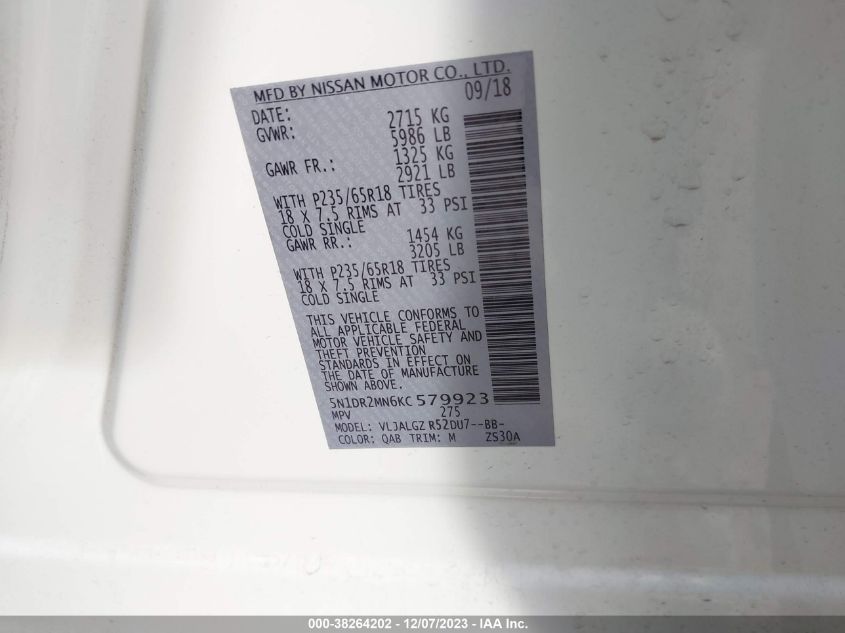 MFD BY NISSAN MOTOR CO., LTD.
DATE: 09/18
GVWR: 2715 KG
5986 LB
GAWR FR.: 1325 KG
2921 LB
WITH P235/65R18 TIRES
18 X 7.5 RIMS AT 33 PSI
COLD SINGLE
GAWR RR.: 1454 KG
3205 LB
WITH P235/65R18 TIRES
18 X 7.5 RIMS AT 33 PSI
COLD SINGLE
THIS VEHICLE CONFORMS TO
ALL APPLICABLE FEDERAL
MOTOR VEHICLE SAFETY AND
THEFT PREVENTION
STANDARDS IN EFFECT ON
THE DATE OF MANUFACTURE
SHOWN ABOVE.
5N1DR2MN6KC579923
MPV 275
MODEL: VLJALGZ R52DU7--BB-
COLOR: QAB TRIM: M ZS30A
000-38264202 - 12/07/2023 - IAA Inc.